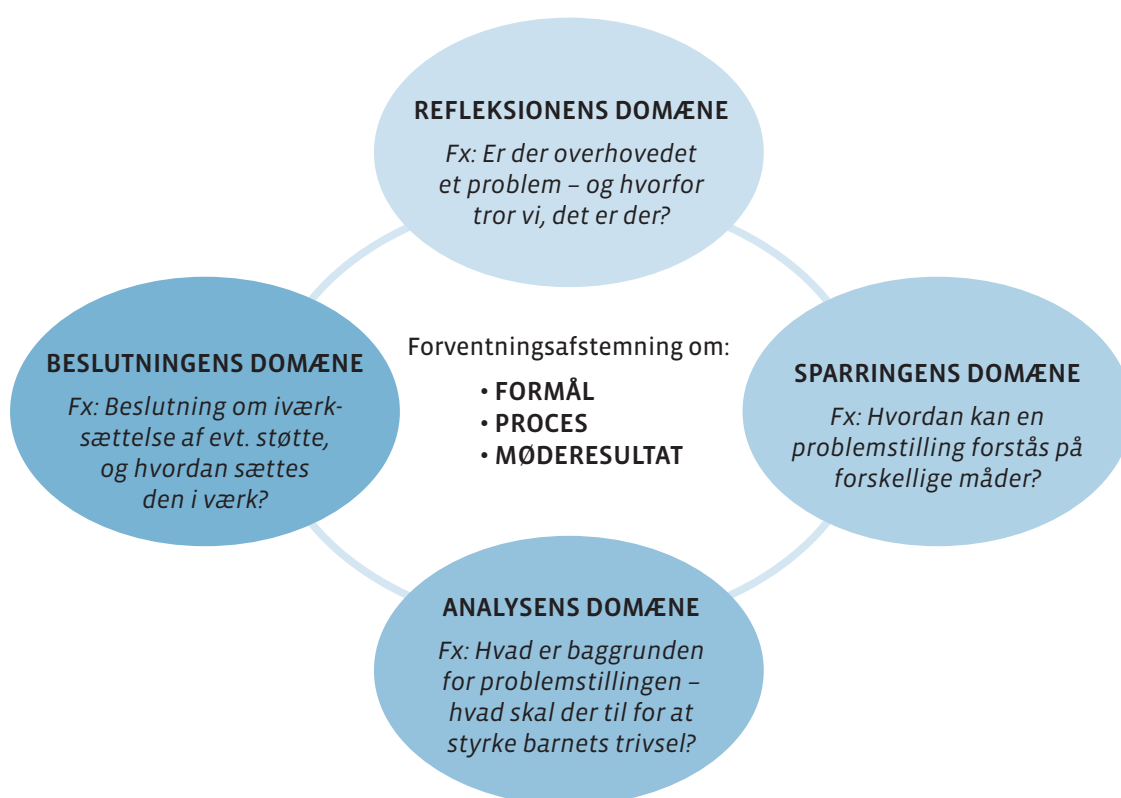 REFLEKSIONENS DOMÆNE
Fx: Er der overhovedet
et problem – og hvorfor
tror vi, det er der?
BESLUTNINGENS DOMÆNE
Fx: Beslutning om iværk-
sættelse af evt. støtte,
og hvordan sættes
den i værk?
Forventningsafstemning om:
• FORMÅL
• PROCES
• MØDERESULTAT
SPARRINGENS DOMÆNE
Fx: Hvordan kan en
problemstilling forstås på
forskellige måder?
ANALYSENS DOMÆNE
Fx: Hvad er baggrunden
for problemstillingen –
hvad skal der til for at
styrke barnets trivsel?